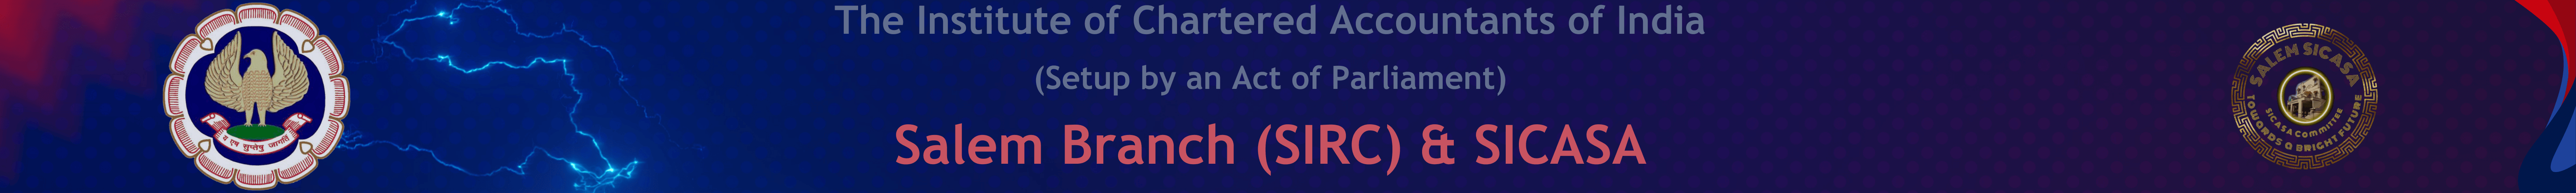 The Institute of Chartered Accountants of India
(Setup by an Act of Parliament)
Salem Branch (SIRC) & SICASA
य एष सुप्तेषु जागर्ति
SALEM SICASA
SICASA COMMITTEE
TOWORDS A BRIGHT FUTURE